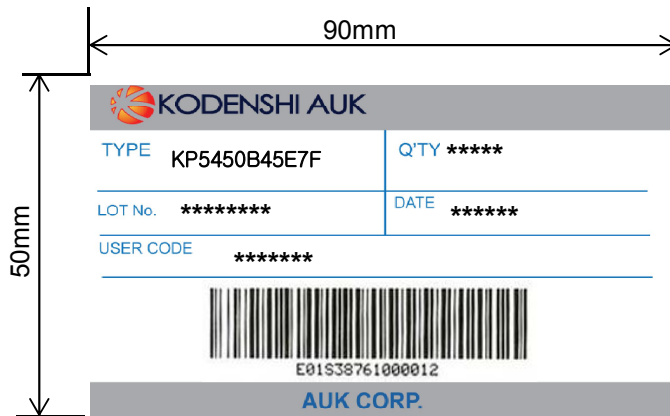 90mm
50mm
KODENSHI AUK
TYPE KP5450B45E7F Q'TY *****
LOT No. ******** DATE ******
USER CODE *******
E01S38761000012
AUK CORP.